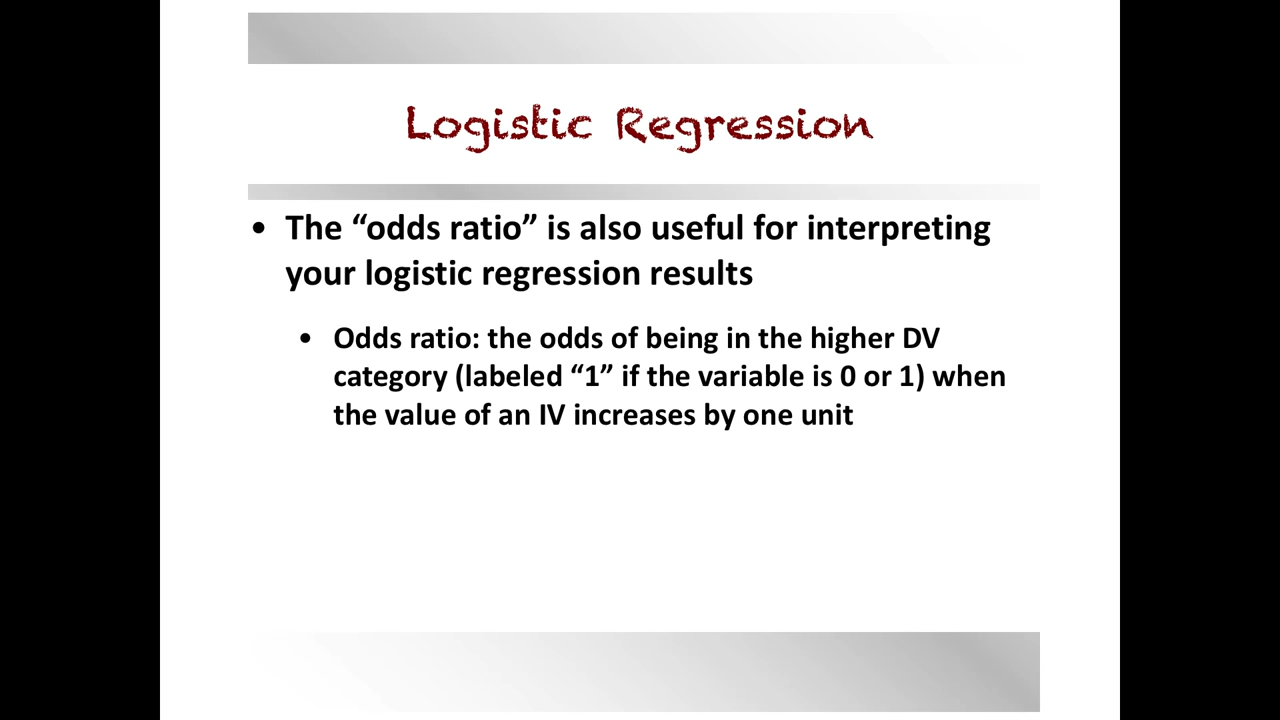 Logistic Regression
• The “odds ratio” is also useful for interpreting
your logistic regression results
• Odds ratio: the odds of being in the higher DV
category (labeled “1” if the variable is 0 or 1) when
the value of an IV increases by one unit